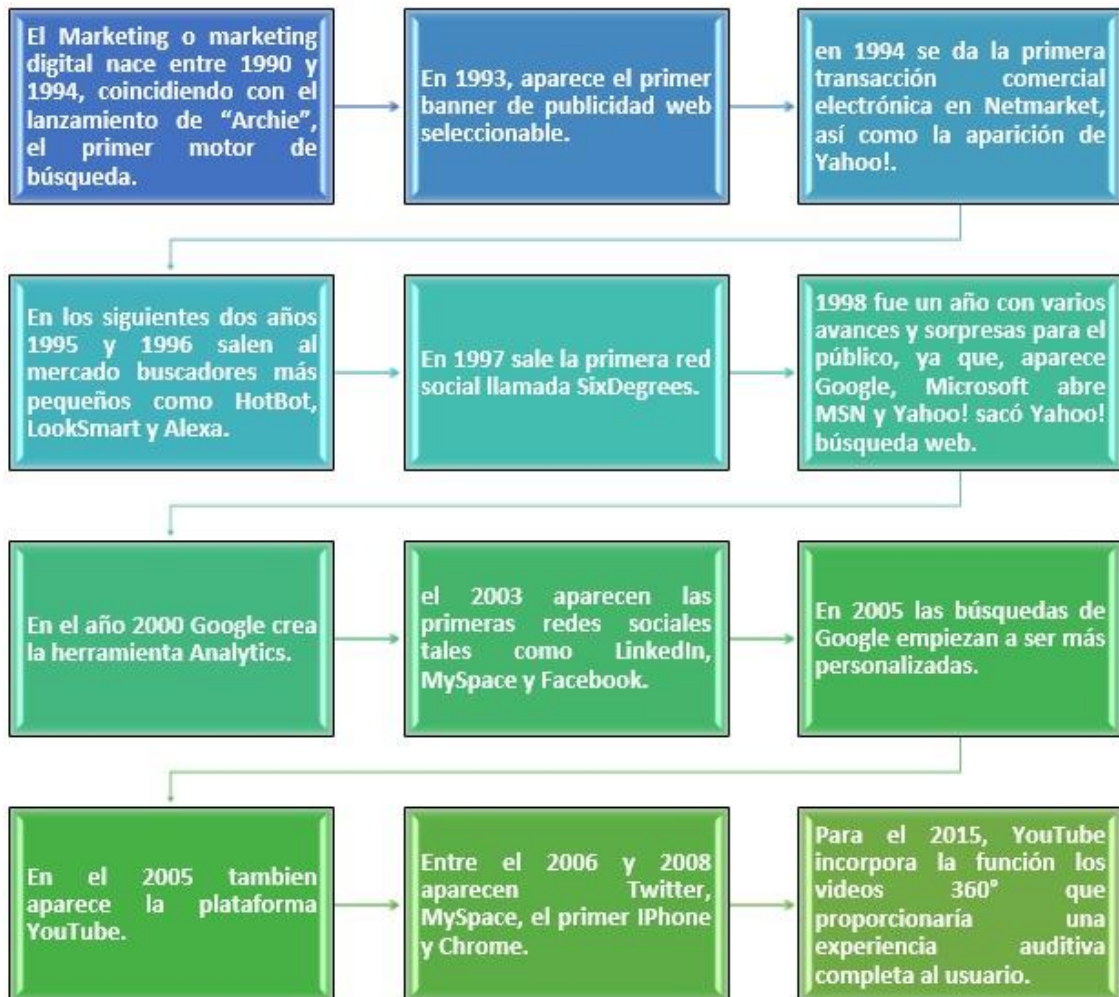 El Marketing o marketing
digital nace entre 1990 y
1994, coincidiendo con el
lanzamiento de “Archie”,
el primer motor de
búsqueda.
En 1993, aparece el primer
banner de publicidad web
seleccionable.
en 1994 se da la primera
transacción comercial
electrónica en Netmarket,
así como la aparición de
Yahoo!.
En los siguientes dos años
1995 y 1996 salen al
mercado buscadores más
pequeños como HotBot,
LookSmart y Alexa.
En 1997 sale la primera red
social llamada SixDegrees.
1998 fue un año con varios
avances y sorpresas para el
público, ya que, aparece
Google, Microsoft abre
MSN y Yahoo! sacó Yahoo!
búsqueda web.
En el año 2000 Google crea
la herramienta Analytics.
el 2003 aparecen las
primeras redes sociales
tales como LinkedIn,
MySpace y Facebook.
En 2005 las búsquedas de
Google empiezan a ser más
personalizadas.
En el 2005 tambien
aparece la plataforma
YouTube.
Entre el 2006 y 2008
aparecen Twitter,
MySpace, el primer IPhone
y Chrome.
Para el 2015, YouTube
incorpora la función los
videos 360° que
proporcionaría una
experiencia auditiva
completa al usuario.